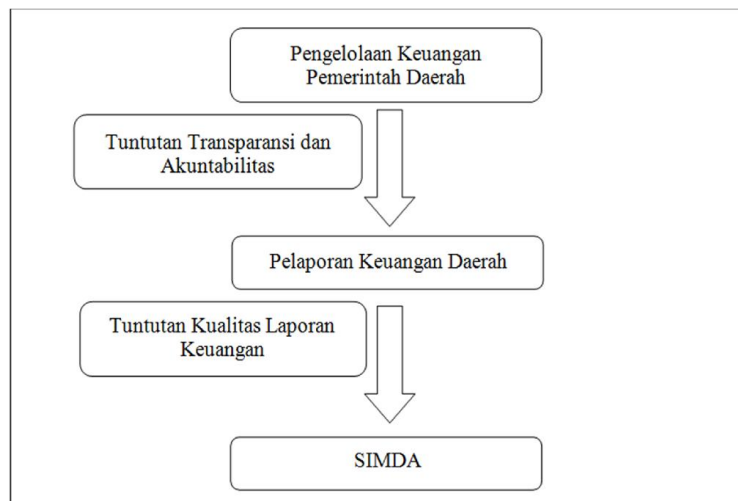 Pengelolaan Keuangan
Pemerintah Daerah
Tuntutan Transparansi dan
Akuntabilitas
Pelaporan Keuangan Daerah
Tuntutan Kualitas Laporan
Keuangan
SIMDA